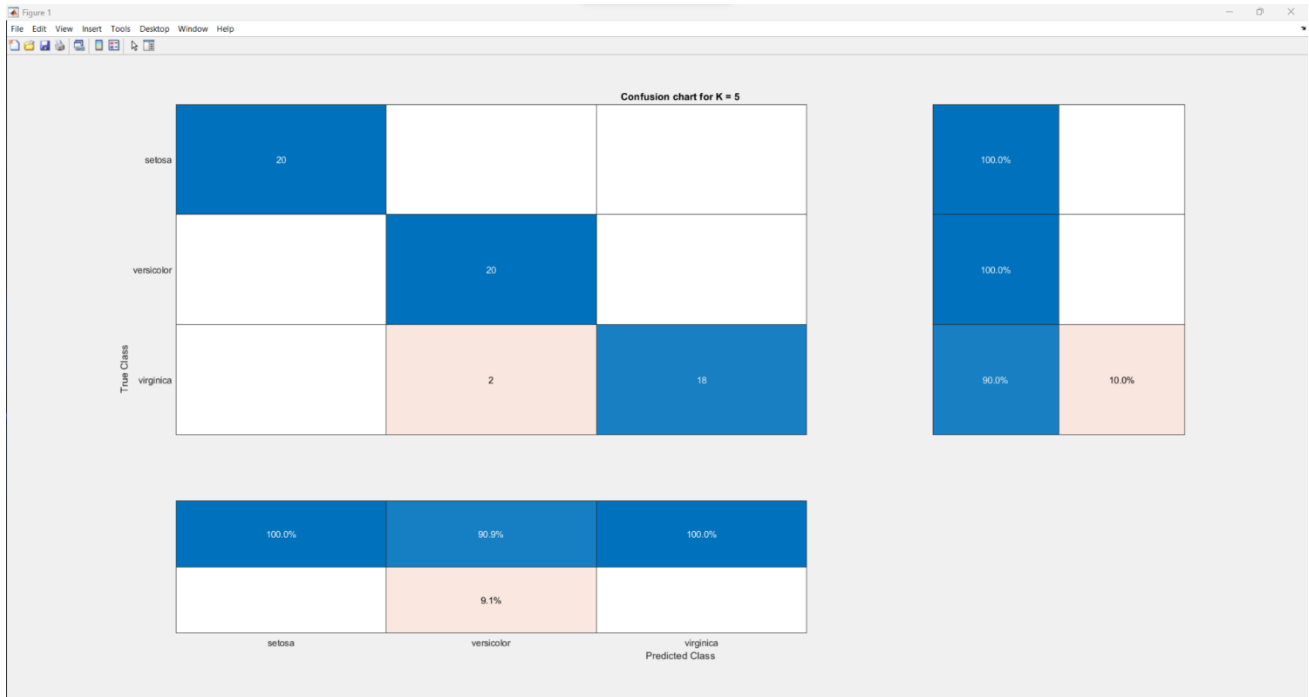 Figure 1
File Edit View Insert Tools Desktop Window Help
Confusion chart for K = 5
setosa 20 100.0%
versicolor 20 100.0%
True Class
virginica 2 18 90.0% 10.0%
100.0% 90.9% 100.0%
9.1%
setosa versicolor virginica
Predicted Class